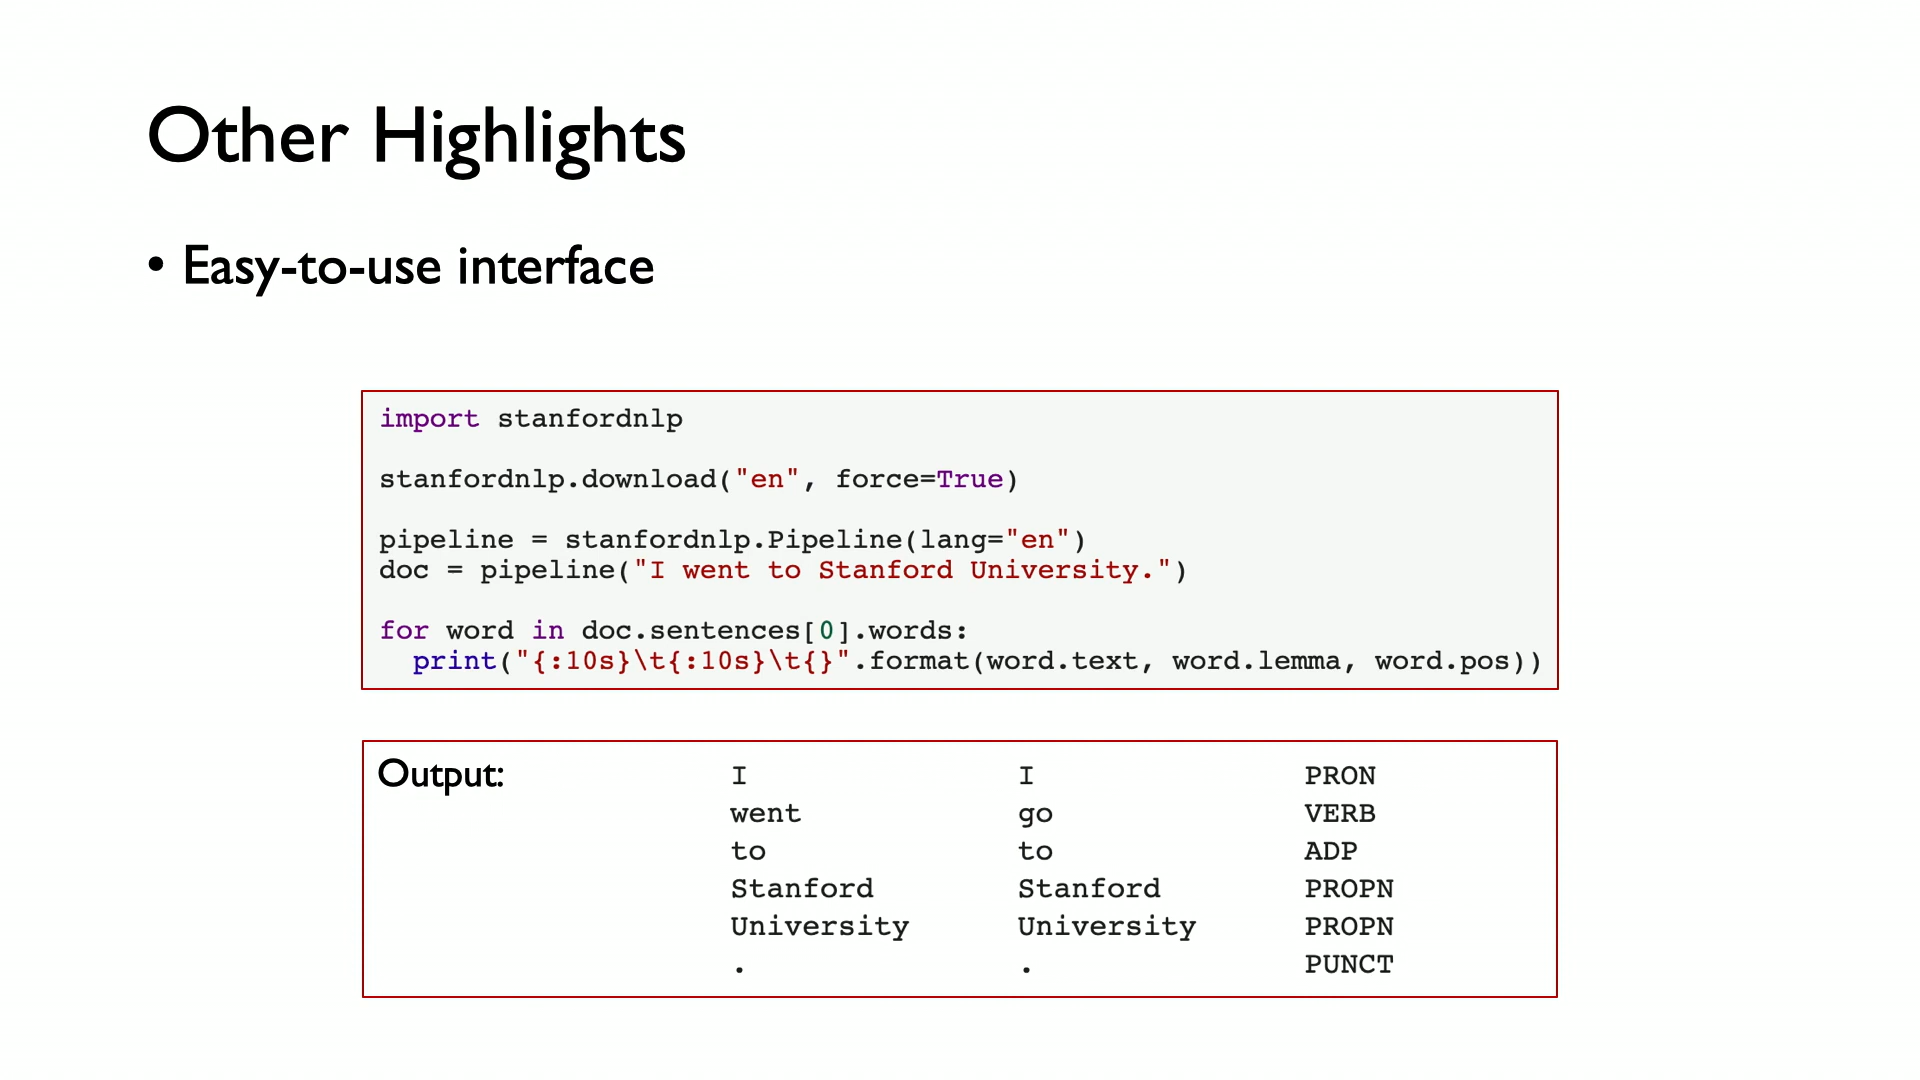 Other Highlights
• Easy-to-use interface
import stanfordnlp
stanfordnlp.download("en", force=True)
pipeline = stanfordnlp.Pipeline(lang="en")
doc = pipeline("I went to Stanford University.")
for word in doc.sentences[0].words:
  print("{:10s}\t{:10s}\t{}".format(word.text, word.lemma, word.pos))
Output: I I PRON
went go VERB
to to ADP
Stanford Stanford PROPN
University University PROPN
. . PUNCT